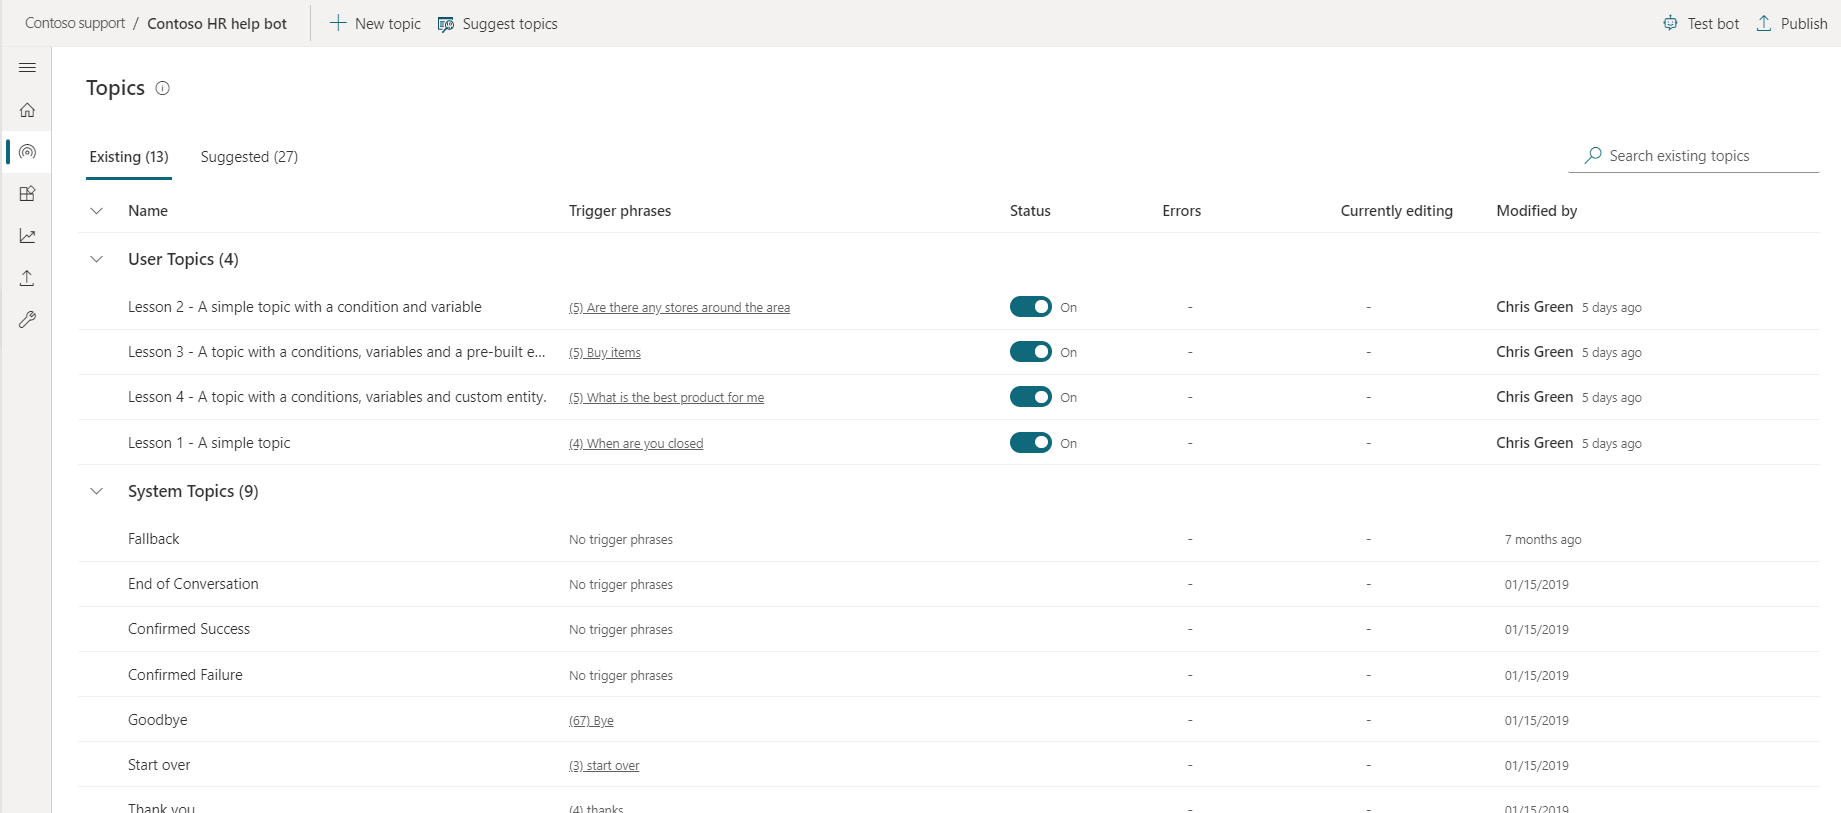 Contoso support / Contoso HR help bot New topic Suggest topics Test bot Publish
Topics
Existing (13) Suggested (27) Search existing topics
Name Trigger phrases Status Errors Currently editing Modified by
User Topics (4)
Lesson 2 - A simple topic with a condition and variable (5) Are there any stores around the area On - - Chris Green 5 days ago
Lesson 3 - A topic with a conditions, variables and a pre-built e... (5) Buy items On - - Chris Green 5 days ago
Lesson 4 - A topic with a conditions, variables and custom entity. (5) What is the best product for me On - - Chris Green 5 days ago
Lesson 1 - A simple topic (4) When are you closed On - - Chris Green 5 days ago
System Topics (9)
Fallback No trigger phrases - - 7 months ago
End of Conversation No trigger phrases - - 01/15/2019
Confirmed Success No trigger phrases - - 01/15/2019
Confirmed Failure No trigger phrases - - 01/15/2019
Goodbye (67) Bye - - 01/15/2019
Start over (3) start over - - 01/15/2019
Thank you (4) thanks - - 01/15/2019